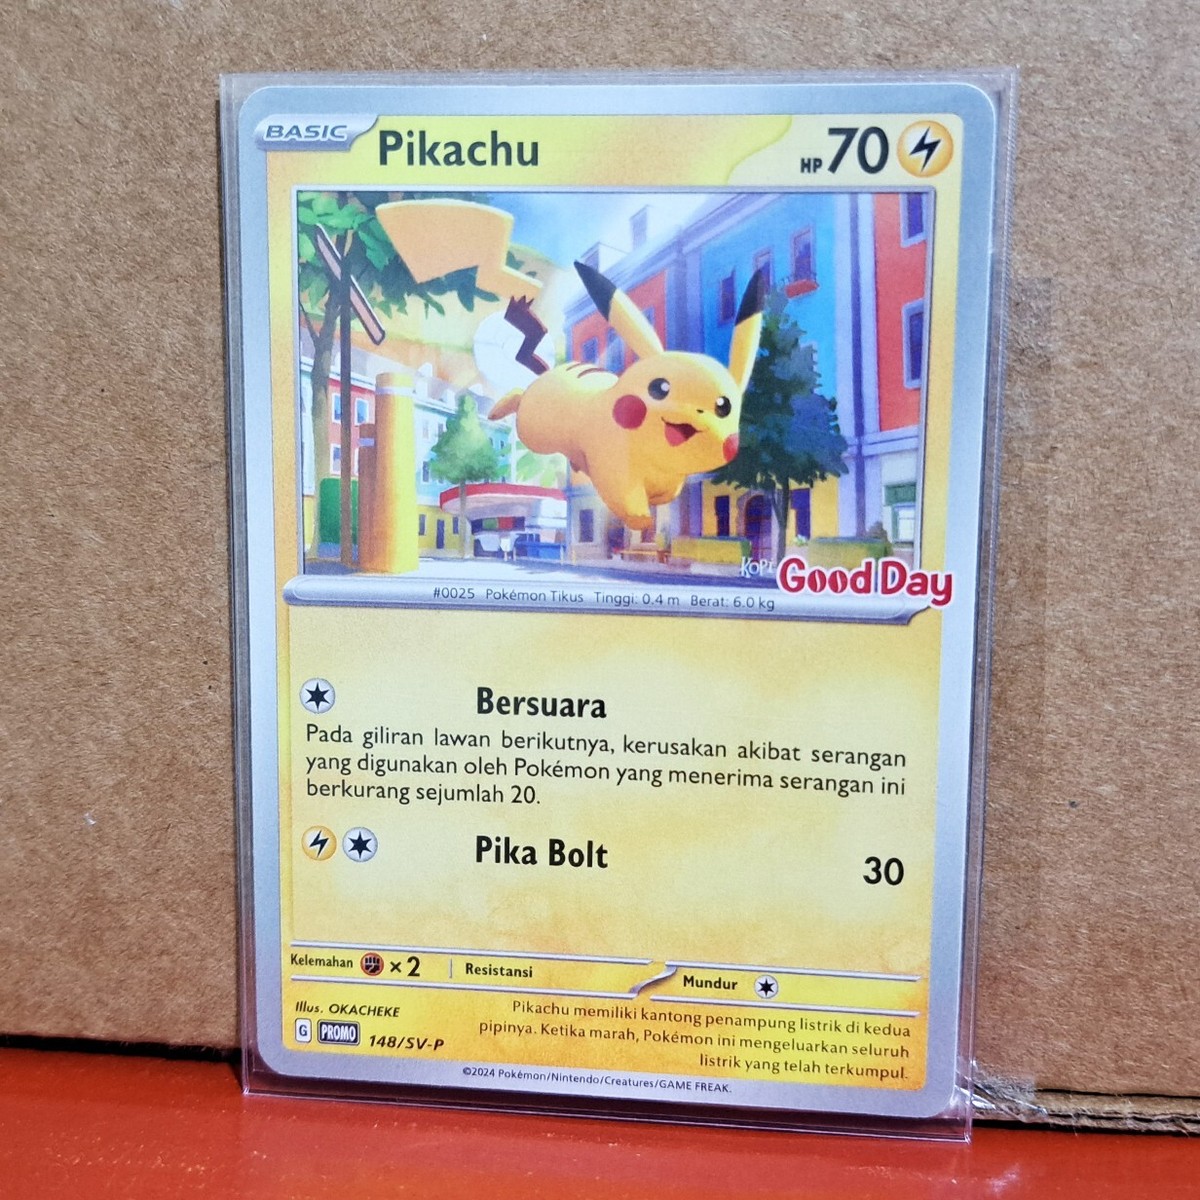 BASIC Pikachu HP 70
KOPI Good Day
#0025 Pokémon Tikus Tinggi: 0.4 m Berat: 6.0 kg
Bersuara
Pada giliran lawan berikutnya, kerusakan akibat serangan
yang digunakan oleh Pokémon yang menerima serangan ini
berkurang sejumlah 20.
Pika Bolt 30
Kelemahan ×2 Resistansi Mundur
Illus. OKACHEKE
G PROMO 148/SV-P
Pikachu memiliki kantong penampung listrik di kedua
pipinya. Ketika marah, Pokémon ini mengeluarkan seluruh
listrik yang telah terkumpul.
©2024 Pokémon/Nintendo/Creatures/GAME FREAK.